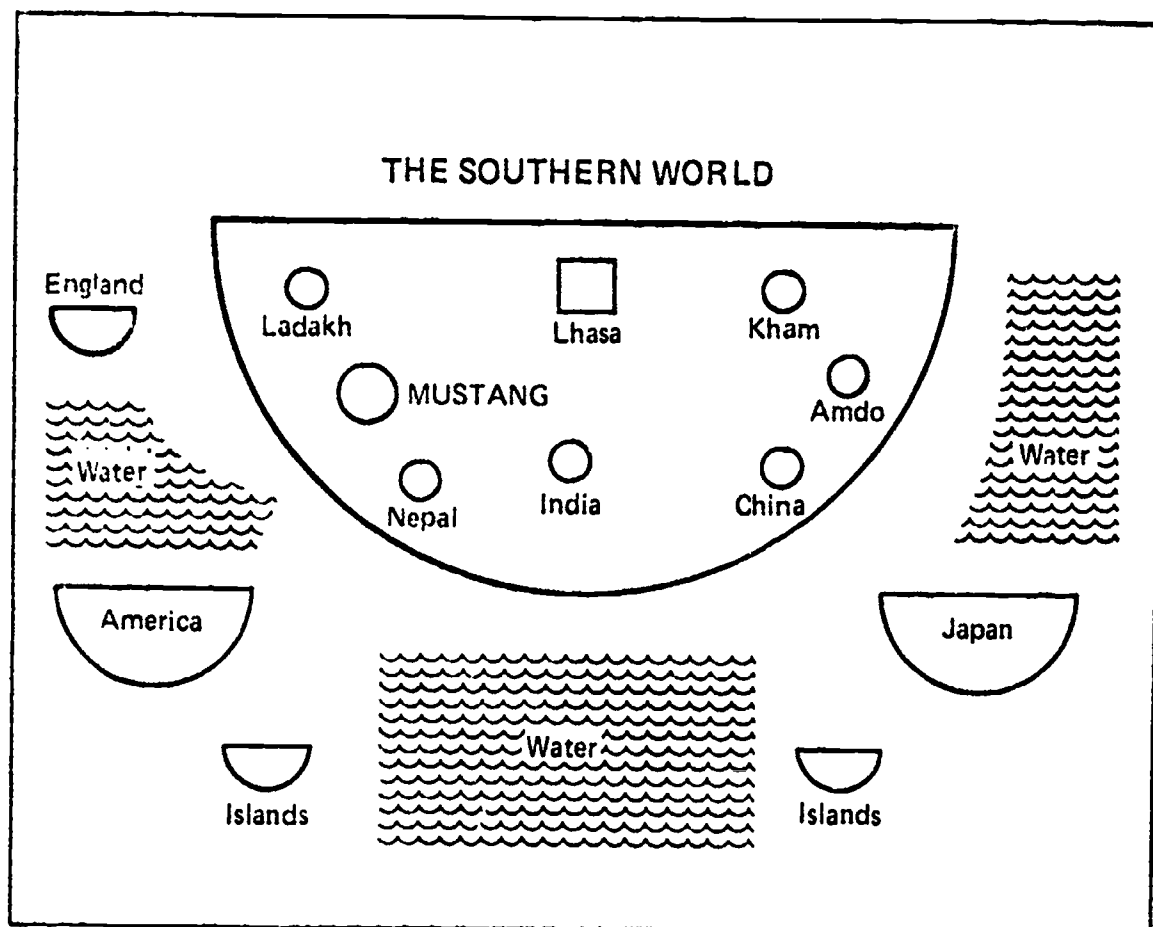 THE SOUTHERN WORLD
England
Ladakh
Lhasa
Kham
MUSTANG
Amdo
Water
Water
Nepal
India
China
America
Japan
Water
Islands
Islands